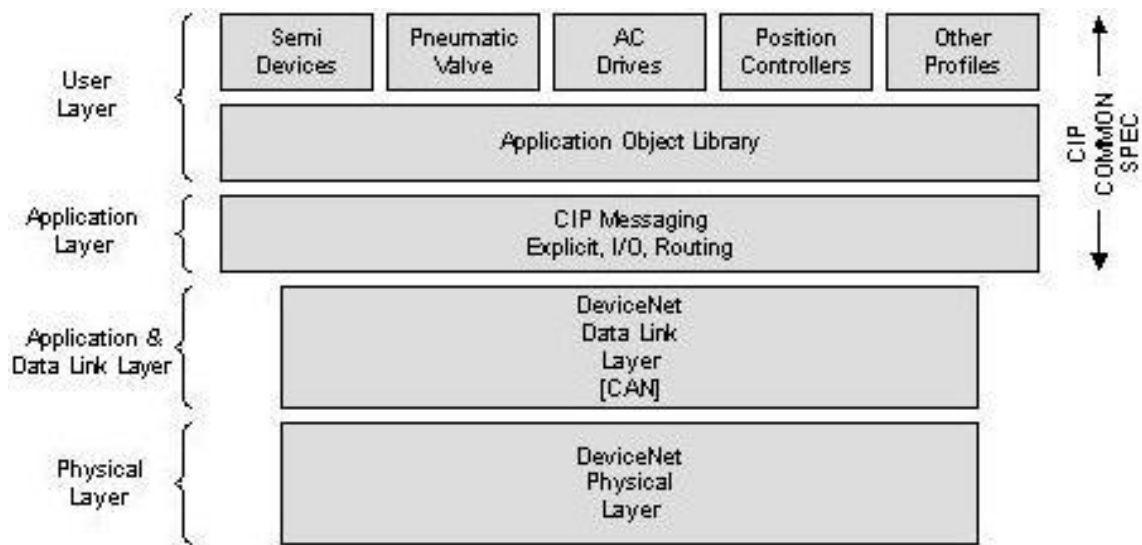 User
Layer
Semi
Devices
Pneumatic
Valve
AC
Drives
Position
Controllers
Other
Profiles
Application Object Library
CIP
COMMON
SPEC
Application
Layer
CIP Messaging
Explicit, I/O, Routing
Application &
Data Link Layer
DeviceNet
Data Link
Layer
[CAN]
Physical
Layer
DeviceNet
Physical
Layer